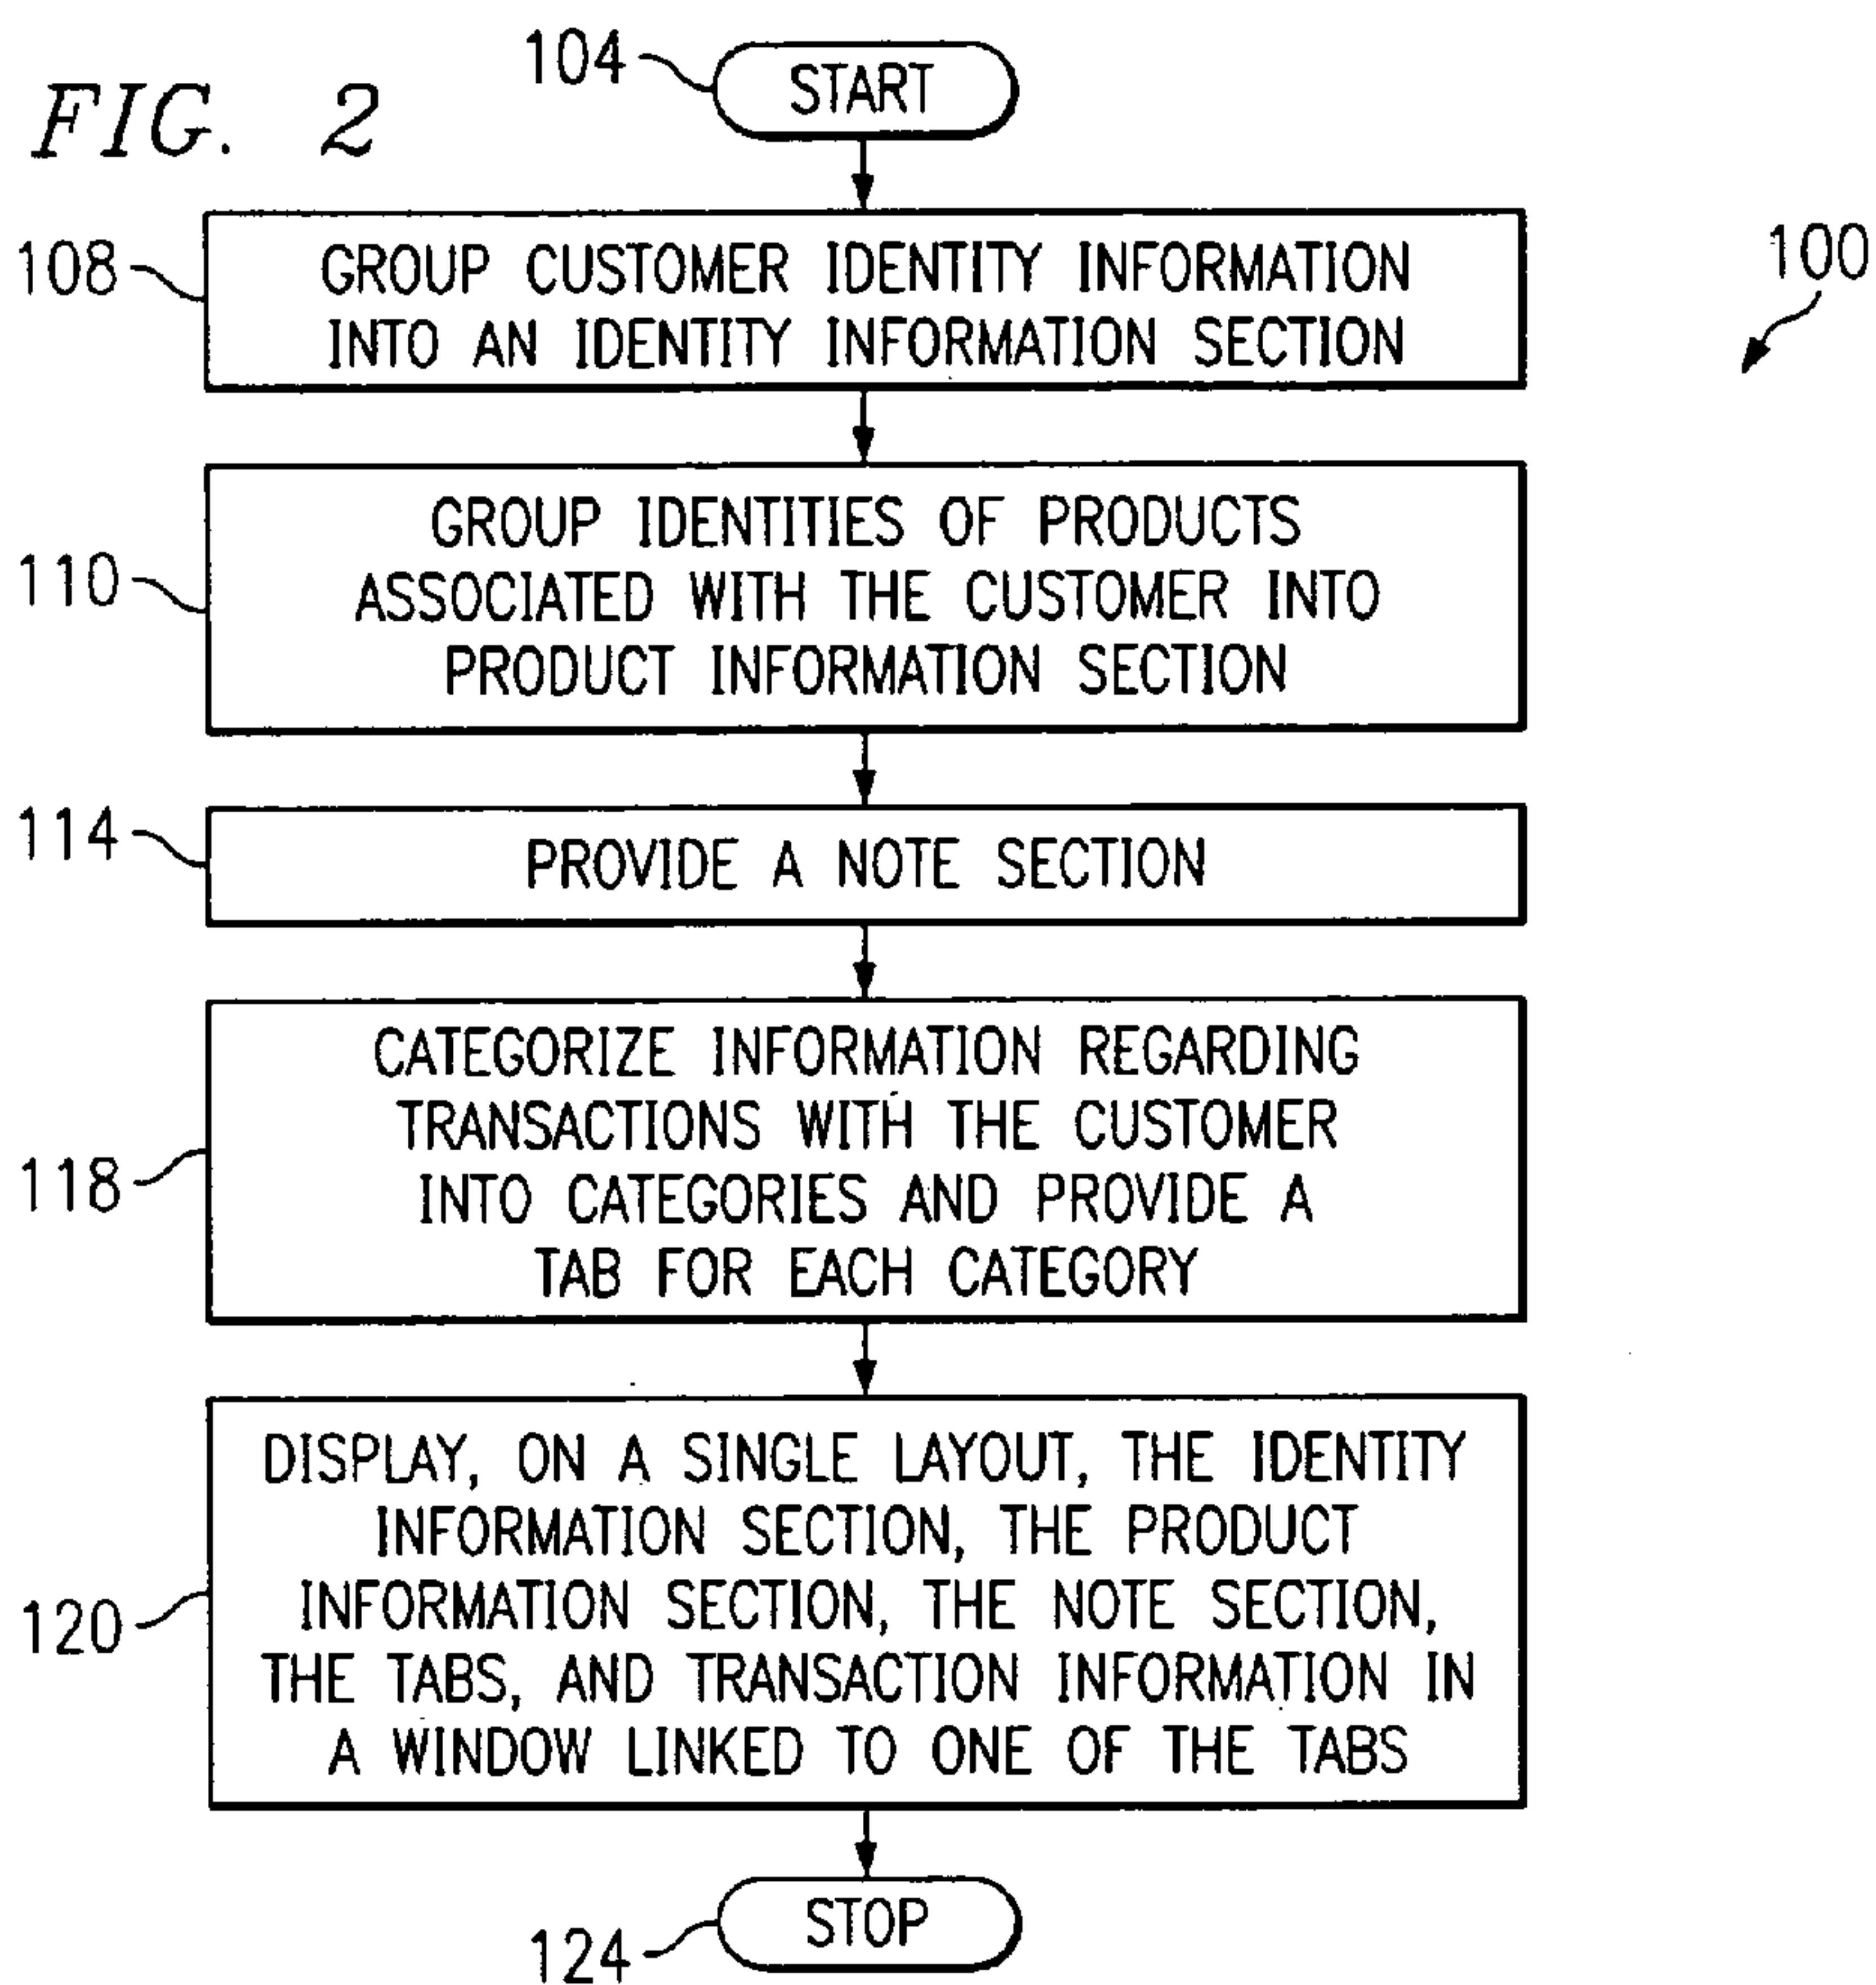 FIG. 2
104
START
100
108
GROUP CUSTOMER IDENTITY INFORMATION
INTO AN IDENTITY INFORMATION SECTION
110
GROUP IDENTITIES OF PRODUCTS
ASSOCIATED WITH THE CUSTOMER INTO
PRODUCT INFORMATION SECTION
114
PROVIDE A NOTE SECTION
118
CATEGORIZE INFORMATION REGARDING
TRANSACTIONS WITH THE CUSTOMER
INTO CATEGORIES AND PROVIDE A
TAB FOR EACH CATEGORY
120
DISPLAY, ON A SINGLE LAYOUT, THE IDENTITY
INFORMATION SECTION, THE PRODUCT
INFORMATION SECTION, THE NOTE SECTION,
THE TABS, AND TRANSACTION INFORMATION IN
A WINDOW LINKED TO ONE OF THE TABS
124
STOP